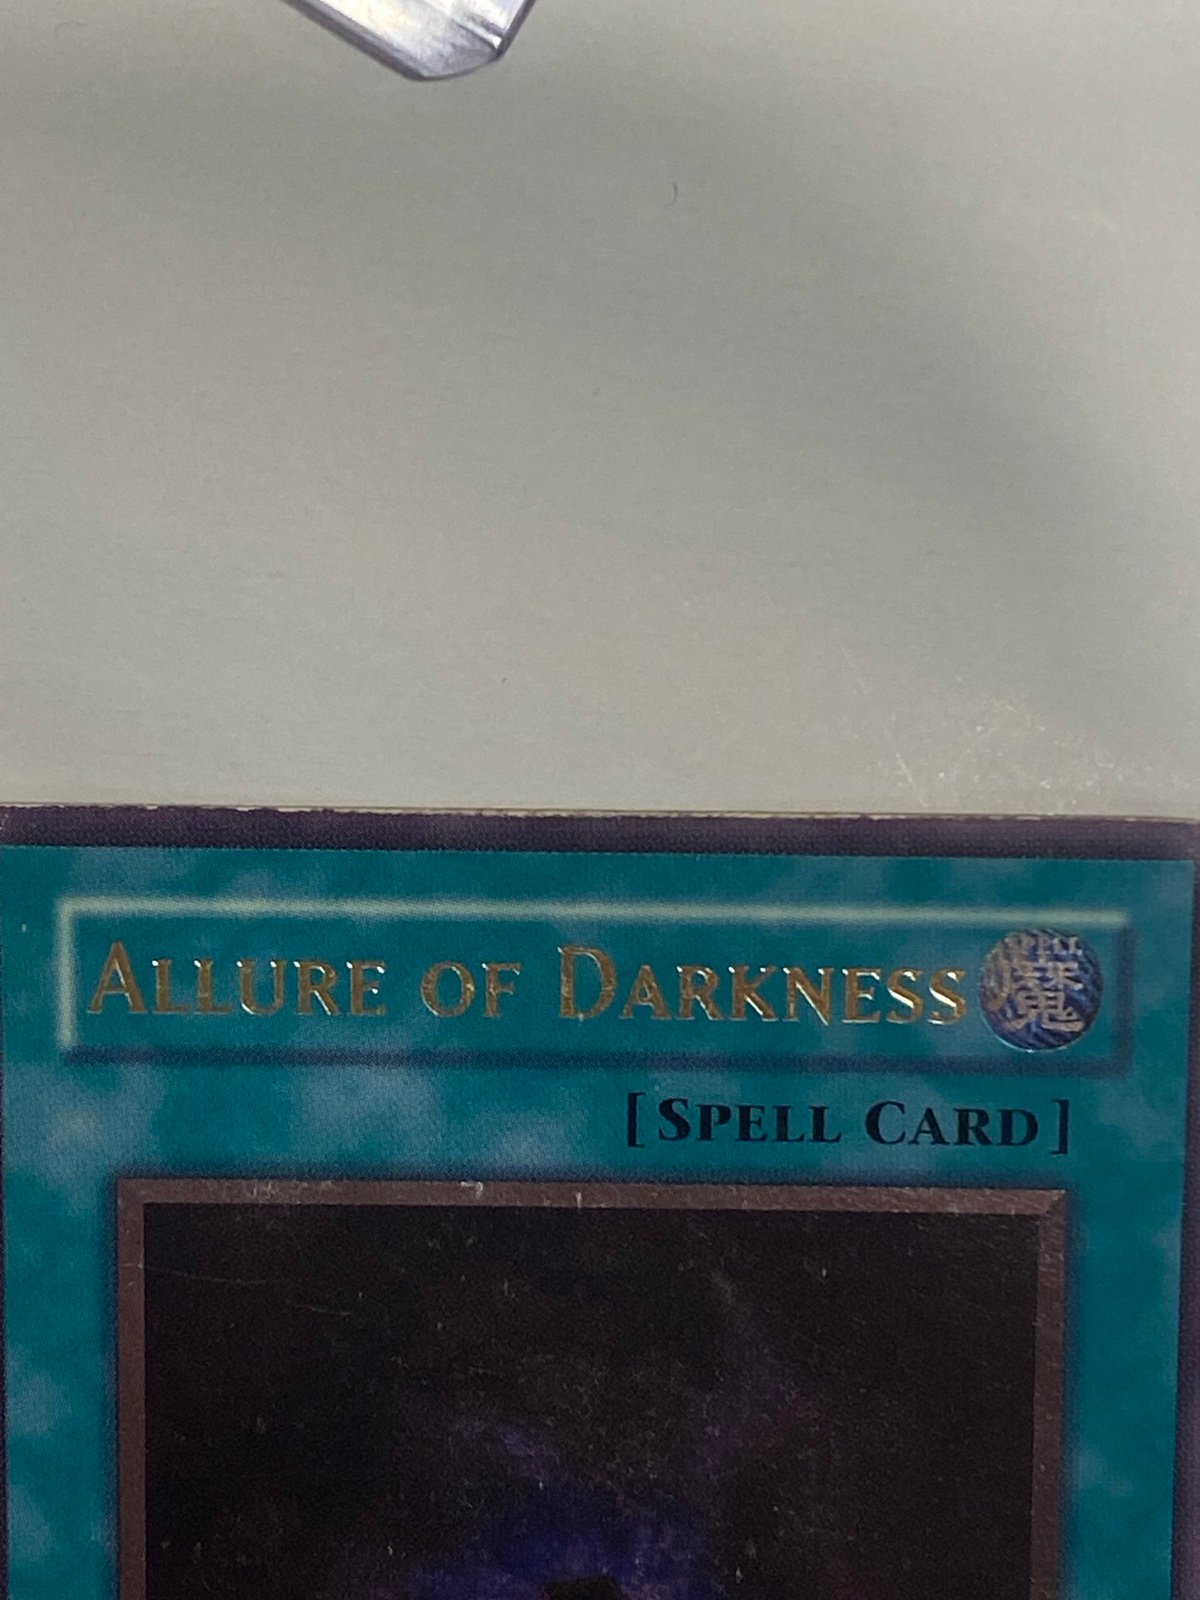 ALLURE OF DARKNESS 魔
[SPELL CARD]